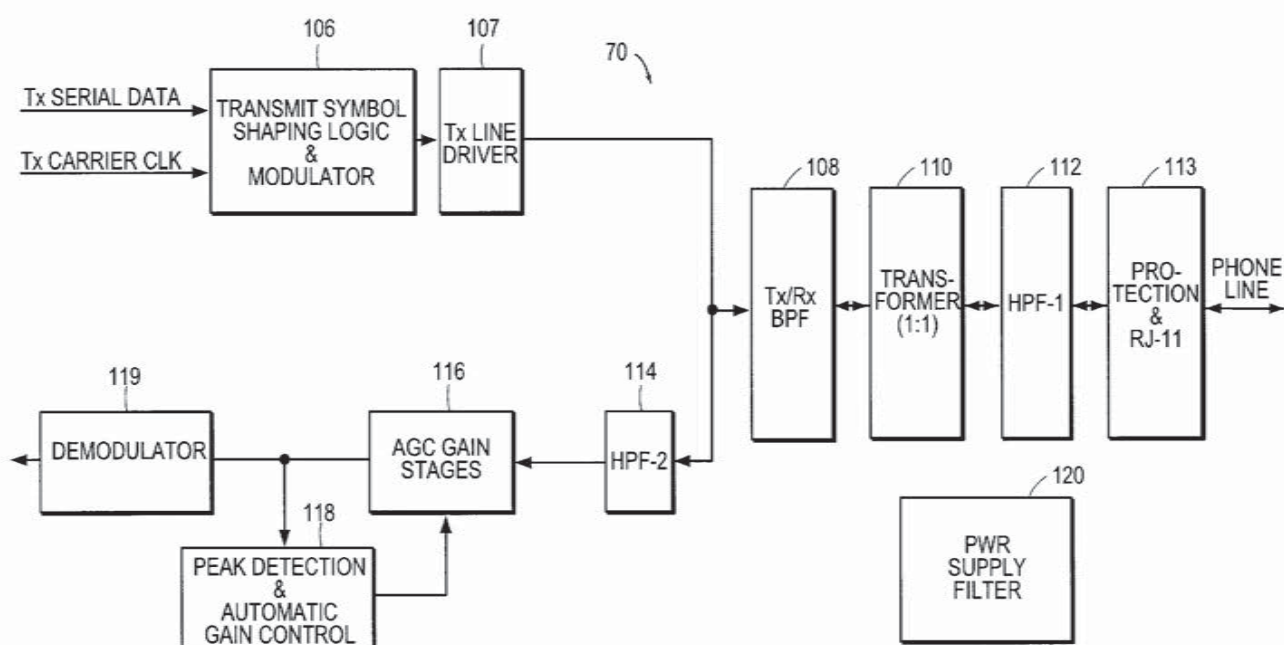 106
107
70
Tx SERIAL DATA
Tx CARRIER CLK
TRANSMIT SYMBOL
SHAPING LOGIC
&
MODULATOR
Tx LINE
DRIVER
108
110
112
113
Tx/Rx
BPF
TRANS-
FORMER
(1:1)
HPF-1
PRO-
TECTION
&
RJ-11
PHONE
LINE
119
116
114
DEMODULATOR
AGC GAIN
STAGES
HPF-2
118
PEAK DETECTION
&
AUTOMATIC
GAIN CONTROL
120
PWR
SUPPLY
FILTER